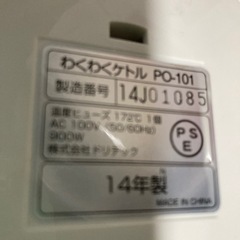 わくわくケトル PO-101
製造番号 14J01085
温度ヒューズ 172℃ 1個
AC 100V (50/60Hz)
800W
株式会社ドリテック
PS
E
14年製
MADE IN CHINA